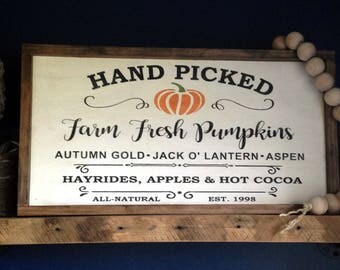 HAND PICKED
Farm Fresh Pumpkins
AUTUMN GOLD • JACK O' LANTERN • ASPEN
HAYRIDES, APPLES & HOT COCOA
ALL-NATURAL EST. 1998